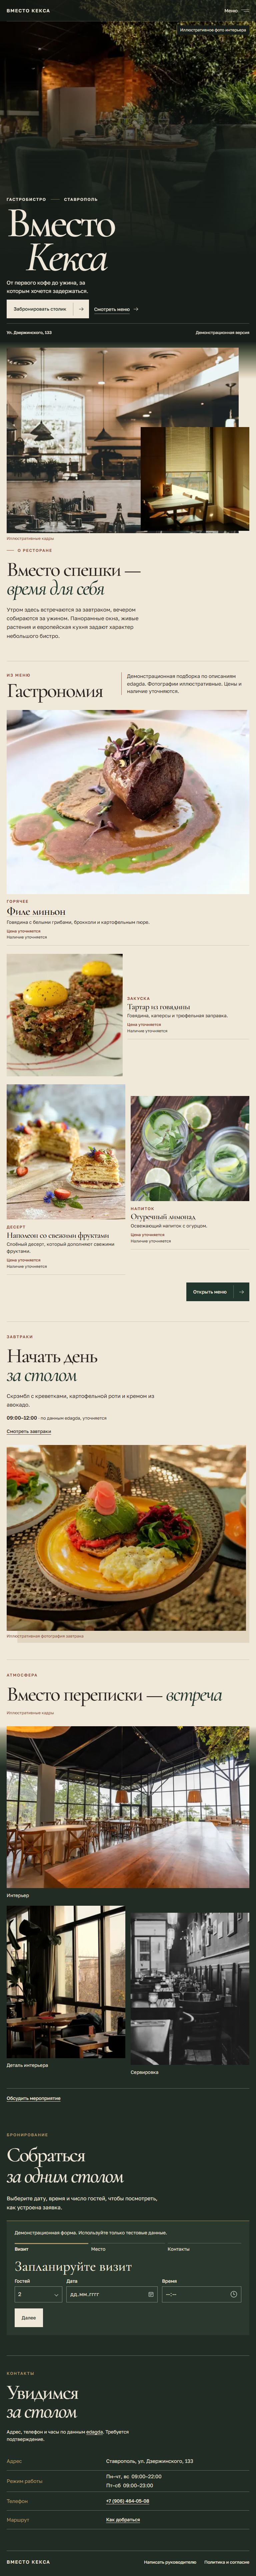 ВМЕСТО КЕКСА
Меню
Иллюстративное фото интерьера
ГАСТРОБИСТРО — СТАВРОПОЛЬ
Вместо
Кекса
От первого кофе до ужина, за
которым хочется задержаться.
Забронировать столик →
Смотреть меню →
Ул. Дзержинского, 133
Демонстрационная версия
Иллюстративные кадры
О РЕСТОРАНЕ
Вместо спешки —
время для себя
Утром здесь встречаются за завтраком, вечером
собираются за ужином. Панорамные окна, живые
растения и европейская кухня задают характер
небольшого бистро.
ИЗ МЕНЮ
Гастрономия
Демонстрационная подборка по описаниям
edagda. Фотографии иллюстративные. Цены и
наличие уточняются.
ГОРЯЧЕЕ
Филе миньон
Говядина с белыми грибами, брокколи и картофельным пюре.
Цена уточняется
Наличие уточняется
ЗАКУСКА
Тартар из говядины
Говядина, каперсы и трюфельная заправка.
Цена уточняется
Наличие уточняется
ДЕСЕРТ
Наполеон со свежими фруктами
Слоёный десерт, который дополняют свежими
фруктами.
Цена уточняется
Наличие уточняется
НАПИТОК
Огуречный лимонад
Освежающий напиток с огурцом.
Цена уточняется
Наличие уточняется
Открыть меню →
ЗАВТРАКИ
Начать день
за столом
Скрэмбл с креветками, картофельной роти и кремом из
авокадо.
09:00–12:00 · по данным edagda, уточняется
Смотреть завтраки
Иллюстративная фотография завтрака
АТМОСФЕРА
Вместо переписки — встреча
Иллюстративные кадры
Интерьер
Деталь интерьера
Сервировка
Обсудить мероприятие
БРОНИРОВАНИЕ
Собраться
за одним столом
Выберите дату, время и число гостей, чтобы посмотреть,
как устроена заявка.
Демонстрационная форма. Используйте только тестовые данные.
Визит
Место
Контакты
Запланируйте визит
Гостей
Дата
Время
2
дд.мм.гггг
--:--
Далее
КОНТАКТЫ
Увидимся
за столом
Адрес, телефон и часы по данным edagda. Требуется
подтверждение.
Адрес
Ставрополь, ул. Дзержинского, 133
Режим работы
Пн–чт, вс 09:00–22:00
Пт–сб 09:00–23:00
Телефон
+7 (906) 464-05-08
Маршрут
Как добраться
ВМЕСТО КЕКСА
Написать руководителю
Политика и согласие